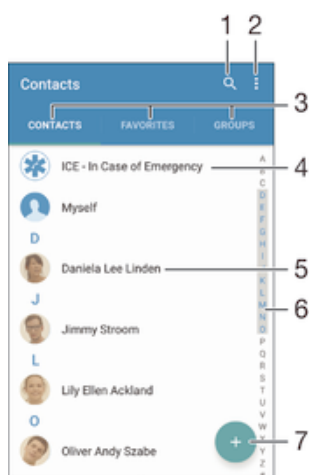 1
2
Contacts
3
CONTACTS
FAVORITES
GROUPS
ICE - In Case of Emergency
4
Myself
D
Daniela Lee Linden
5
J
Jimmy Stroom
6
L
Lily Ellen Ackland
O
Oliver Andy Szabe
+
7
A
B
C
D
E
F
G
H
I
K
L
M
N
O
P
Q
R
S
T
U
V
W
Y
Z